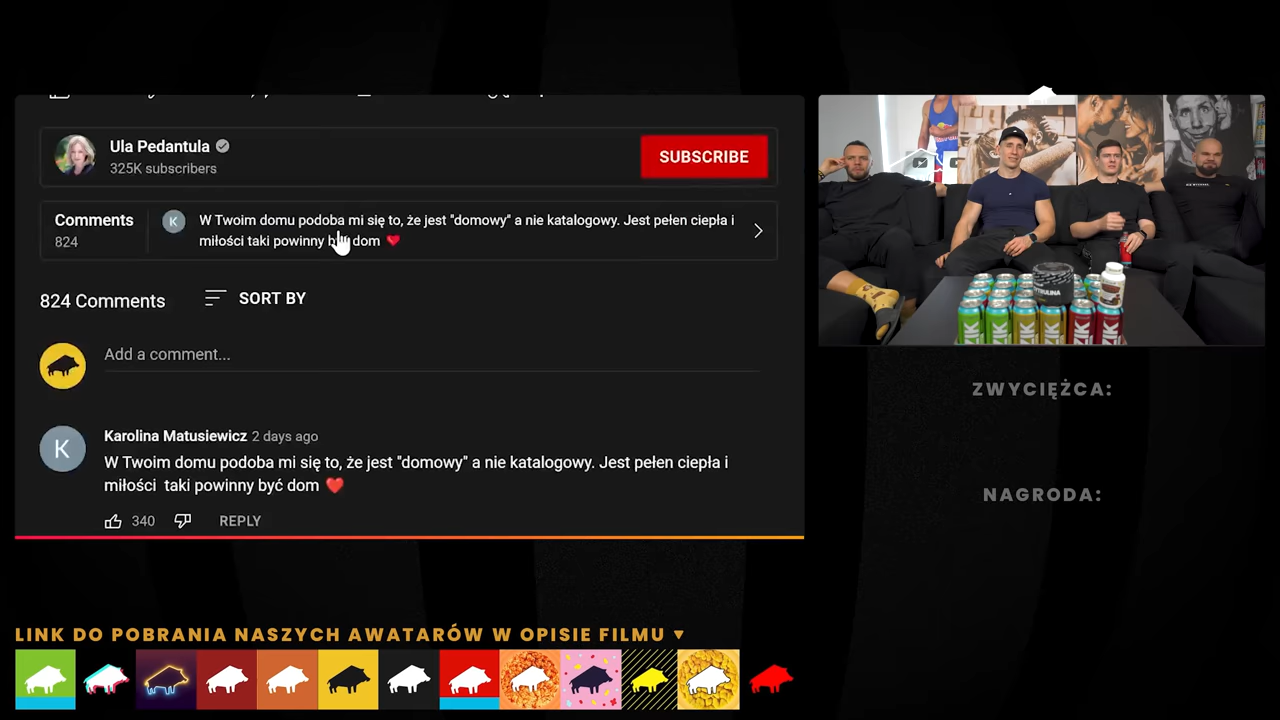 Ula Pedantula
325K subscribers
SUBSCRIBE
Comments
824
K
W Twoim domu podoba mi się to, że jest "domowy" a nie katalogowy. Jest pełen ciepła i
miłości taki powinny być dom ❤️
824 Comments
SORT BY
Add a comment...
K
Karolina Matusiewicz 2 days ago
W Twoim domu podoba mi się to, że jest "domowy" a nie katalogowy. Jest pełen ciepła i
miłości taki powinny być dom ❤️
340
REPLY
ZWYCIĘŻCA:
NAGRODA:
LINK DO POBRANIA NASZYCH AWATARÓW W OPISIE FILMU ▼